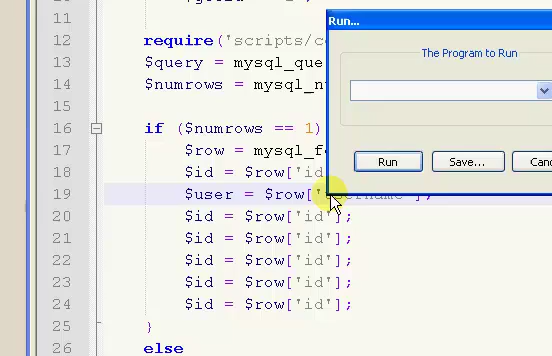 11
Run...
12 require('scripts/c
The Program to Run
13 $query = mysql_qu
14 $numrows = mysql_n
15
16 if ($numrows == 1)
17 $row = mysql_f
Run Save... Canc
18 $id = $row['id
19 $user = $row['username'];
20 $id = $row['id'];
21 $id = $row['id'];
22 $id = $row['id'];
23 $id = $row['id'];
24 $id = $row['id'];
25 }
26 else